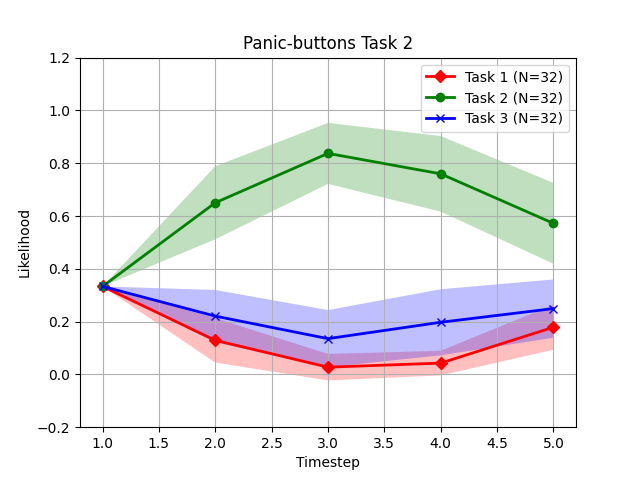 Panic-buttons Task 2
Task 1 (N=32)
Task 2 (N=32)
Task 3 (N=32)
Likelihood
1.2
1.0
0.8
0.6
0.4
0.2
0.0
−0.2
1.0 1.5 2.0 2.5 3.0 3.5 4.0 4.5 5.0
Timestep